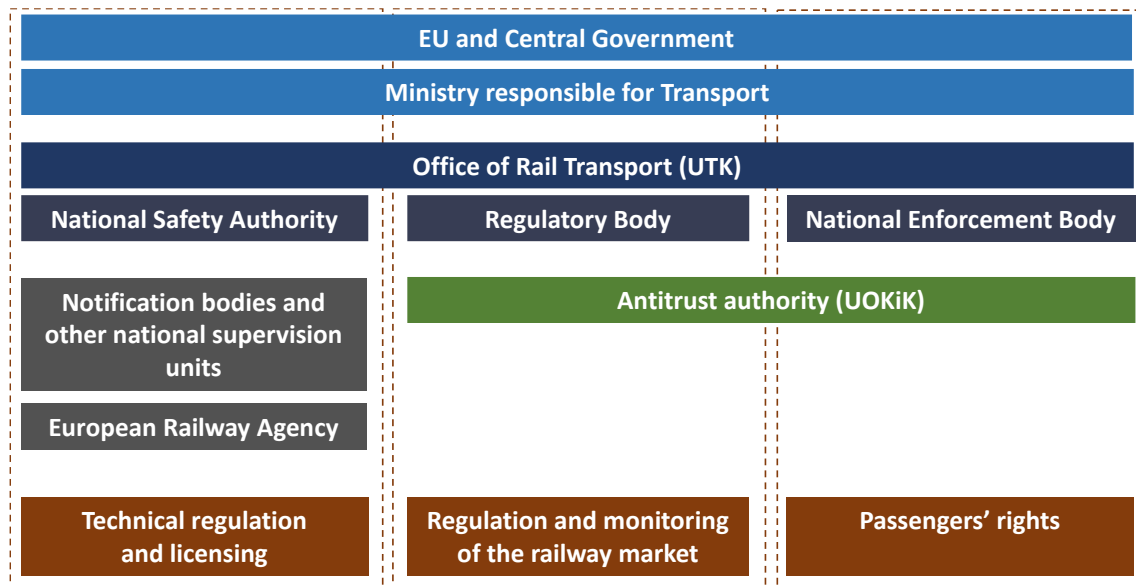 EU and Central Government
Ministry responsible for Transport
Office of Rail Transport (UTK)
National Safety Authority
Regulatory Body
National Enforcement Body
Notification bodies and
other national supervision
units
Antitrust authority (UOKiK)
European Railway Agency
Technical regulation
and licensing
Regulation and monitoring
of the railway market
Passengers’ rights